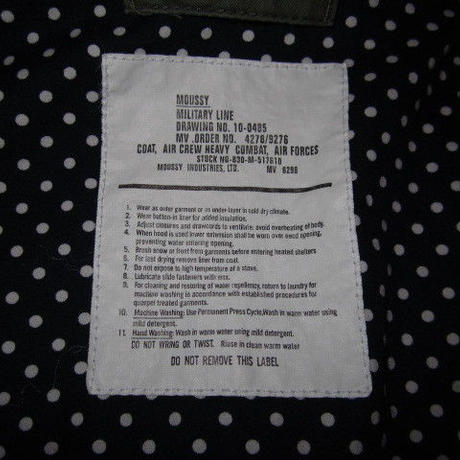 MOUSSY
MILITARY LINE
DRAWING NO. 10-0485
MV .ORDER NO. 4276/9276
COAT, AIR CREW HEAVY COMBAT, AIR FORCES
STOCK NO-830-M-517610
MOUSSY INDUSTRIES, LTD. MV 8298
1. Wear as outer garment or as under-layer in cold dry climate.
2. Wear button-in liner for added insulation.
3. Adjust closures and drawcords to ventilate: avoid overheating of body.
4. When hood is used lower extension shall be worn over hood opening,
preventing water entering opening.
5. Brush snow or frost from garments before entering heated shelters
6. For fast drying remove liner from coat.
7. Do not expose to high temperature of a stove.
8. Lubricate slide fasteners with wax.
9. For cleaning and restoring of water repellency, return to laundry for
machine washing in accordance with established procedures for
quarpel treated garments.
10. Machine Washing: Use Permanent Press Cycle,Wash in warm water using
mild detergent.
11. Hand Washing: Wash in warm water using mild detergent.
DO NOT WRING OR TWIST. Rinse in clean warm water
DO NOT REMOVE THIS LABEL